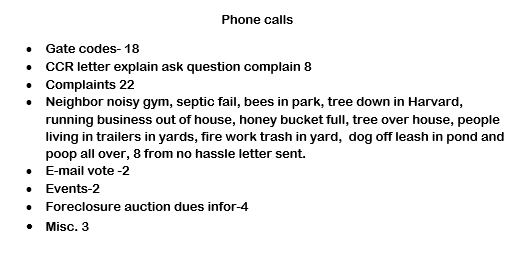 Phone calls
• Gate codes- 18
• CCR letter explain ask question complain 8
• Complaints 22
• Neighbor noisy gym, septic fail, bees in park, tree down in Harvard,
running business out of house, honey bucket full, tree over house, people
living in trailers in yards, fire work trash in yard,  dog off leash in pond and
poop all over, 8 from no hassle letter sent.
• E-mail vote -2
• Events-2
• Foreclosure auction dues infor-4
• Misc. 3